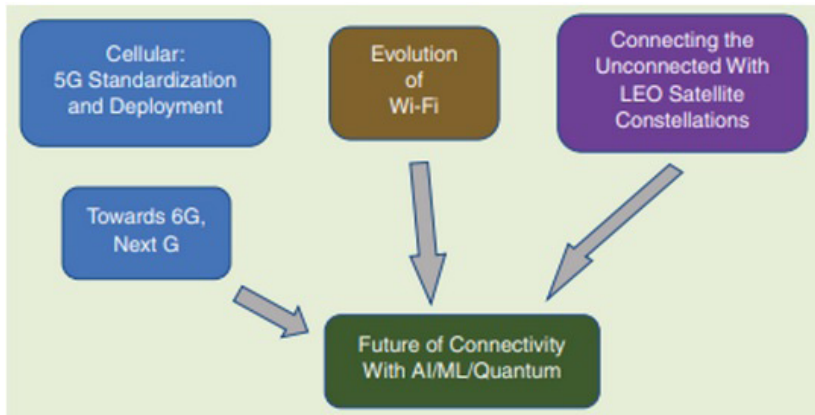 Cellular:
5G Standardization
and Deployment
Evolution
of
Wi-Fi
Connecting the
Unconnected With
LEO Satellite
Constellations
Towards 6G,
Next G
Future of Connectivity
With AI/ML/Quantum